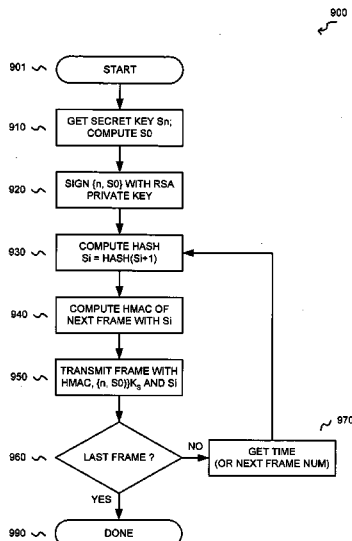 900
901
START
910
GET SECRET KEY Sn;
COMPUTE S0
920
SIGN {n, S0} WITH RSA
PRIVATE KEY
930
COMPUTE HASH
Si = HASH(Si+1)
940
COMPUTE HMAC OF
NEXT FRAME WITH Si
950
TRANSMIT FRAME WITH
HMAC, {n, S0)}Ks AND Si
970
960
LAST FRAME ?
NO
GET TIME
(OR NEXT FRAME NUM)
YES
990
DONE